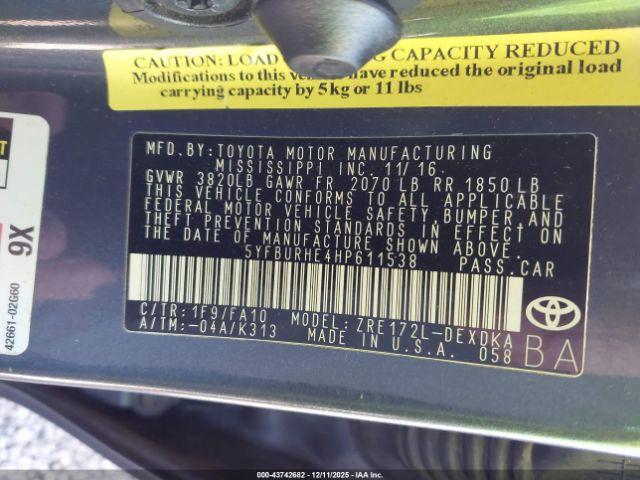 CAUTION: LOAD CAPACITY REDUCED
Modifications to this have reduced the original load
carrying capacity by 5kg or 11 lbs
MFD.BY: TOYOTA MOTOR MANUFACTURING
MISSISSIPPI INC. 11/16
GVWR 3820LB GAWR FR 2070 LB RR 1850 LB
THIS VEHICLE CONFORMS TO ALL APPLICABLE
FEDERAL MOTOR VEHICLE SAFETY, BUMPER, AND
THEFT PREVENTION STANDARDS IN EFFECT ON
THE DATE OF MANUFACTURE SHOWN ABOVE.
5YFBURHE4HP611538 PASS.CAR
C/TR: 1F9/FA10 MODEL: ZRE172L-DEXDKA
A/TM:-04A/K313 MADE IN U.S.A. 058
BA
TOYOTA
9X
42661-02G60
000-43742682 - 12/11/2025 - IAA Inc.